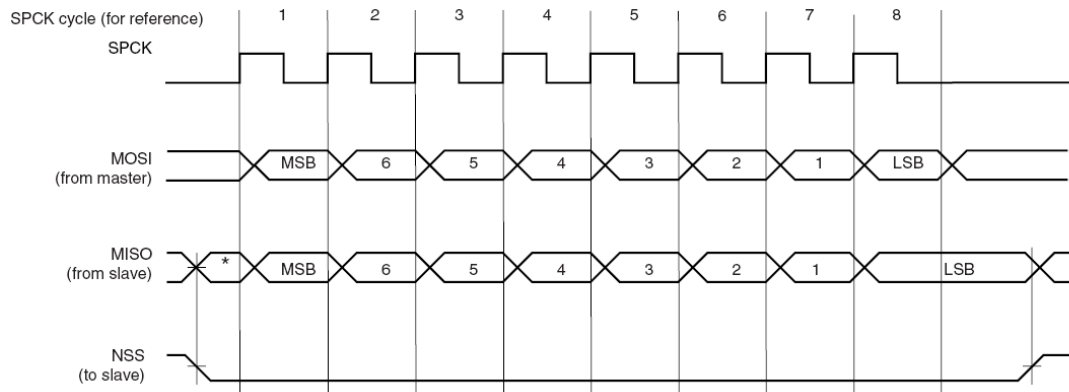 SPCK cycle (for reference) 1 2 3 4 5 6 7 8
SPCK
MOSI
(from master)
MSB 6 5 4 3 2 1 LSB
MISO
(from slave)
* MSB 6 5 4 3 2 1 LSB
NSS
(to slave)